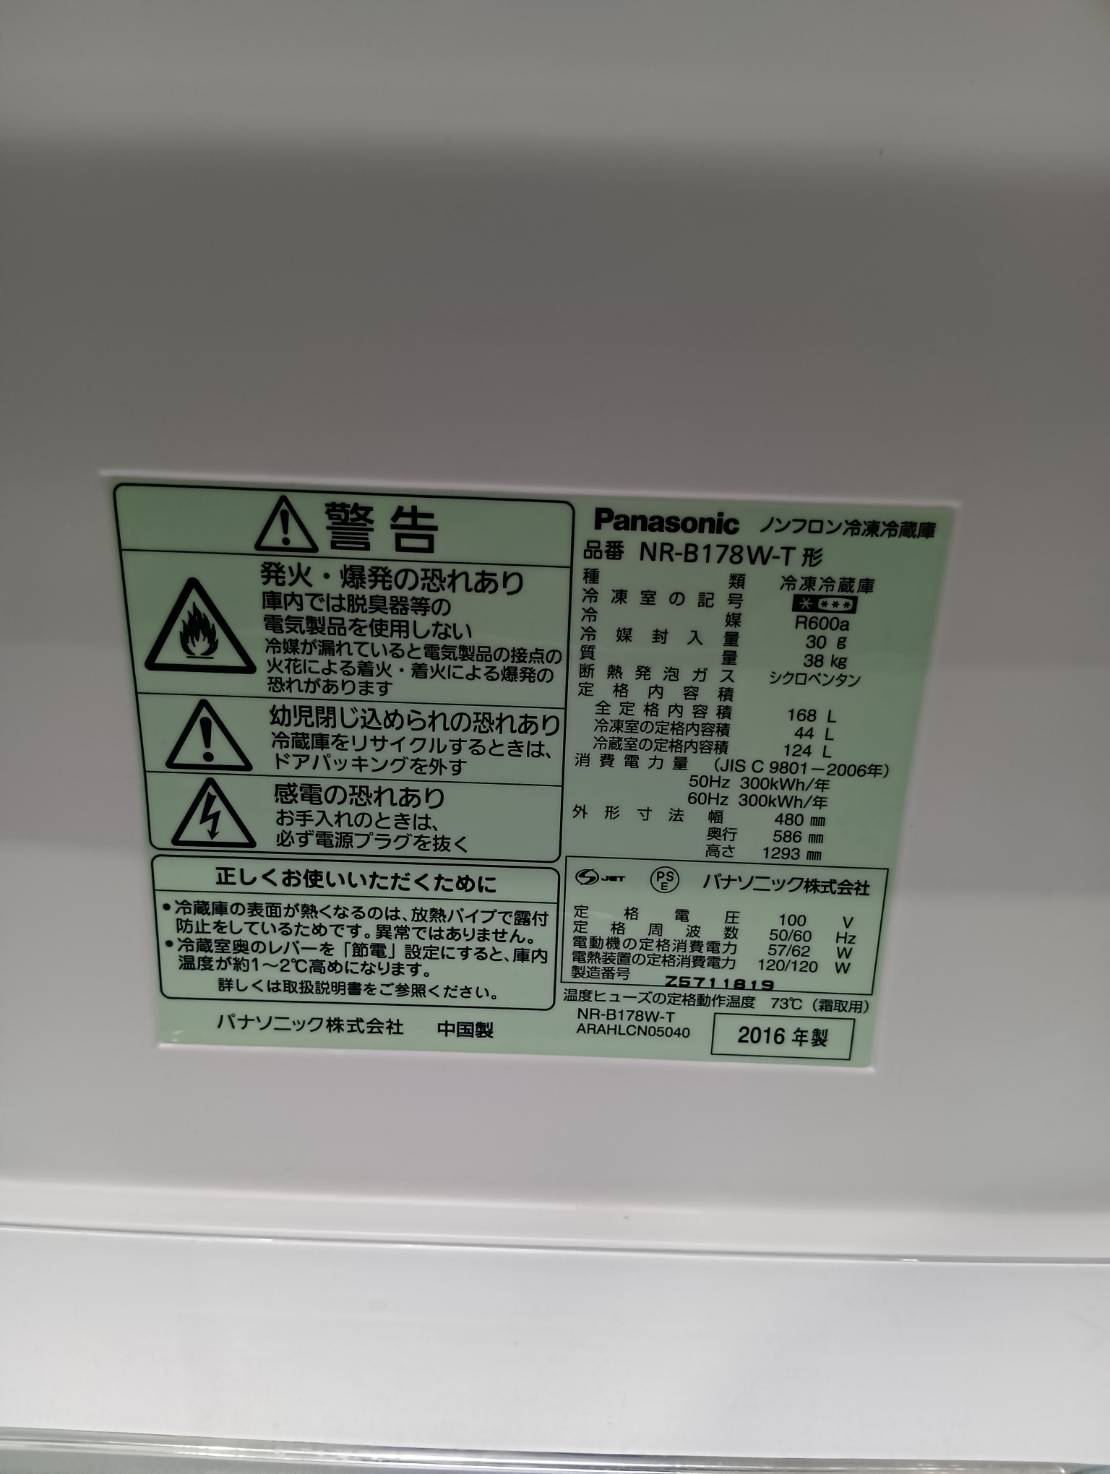 警告
発火・爆発の恐れあり
庫内では脱臭器等の
電気製品を使用しない
冷媒が漏れていると電気製品の接点の
火花による着火・着火による爆発の
恐れがあります
幼児閉じ込められの恐れあり
冷蔵庫をリサイクルするときは、
ドアパッキングを外す
感電の恐れあり
お手入れのときは、
必ず電源プラグを抜く
正しくお使いいただくために
•冷蔵庫の表面が熱くなるのは、放熱パイプで露付
防止をしているためです。異常ではありません。
•冷蔵室奥のレバーを「節電」設定にすると、庫内
温度が約1～2℃高めになります。
詳しくは取扱説明書をご参照ください。
パナソニック株式会社 中国製
Panasonic ノンフロン冷凍冷蔵庫
品番 NR-B178W-T 形
種類 冷凍冷蔵庫
冷凍室の記号 * ***
冷媒 R600a
冷媒封入量 30 g
質量 38 kg
断熱発泡ガス シクロペンタン
定格内容積
全定格内容積 168 L
冷凍室の定格内容積 44 L
冷蔵室の定格内容積 124 L
消費電力量 (JIS C 9801－2006年)
50Hz 300kWh/年
60Hz 300kWh/年
外形寸法 幅 480 mm
奥行 586 mm
高さ 1293 mm
S JET PSE パナソニック株式会社
定格電圧 100 V
定格周波数 50/60 Hz
電動機の定格消費電力 57/62 W
電熱装置の定格消費電力 120/120 W
製造番号 Z5711819
温度ヒューズの定格動作温度 73℃ (霜取用)
NR-B178W-T
ARAHLCN05040
2016 年製